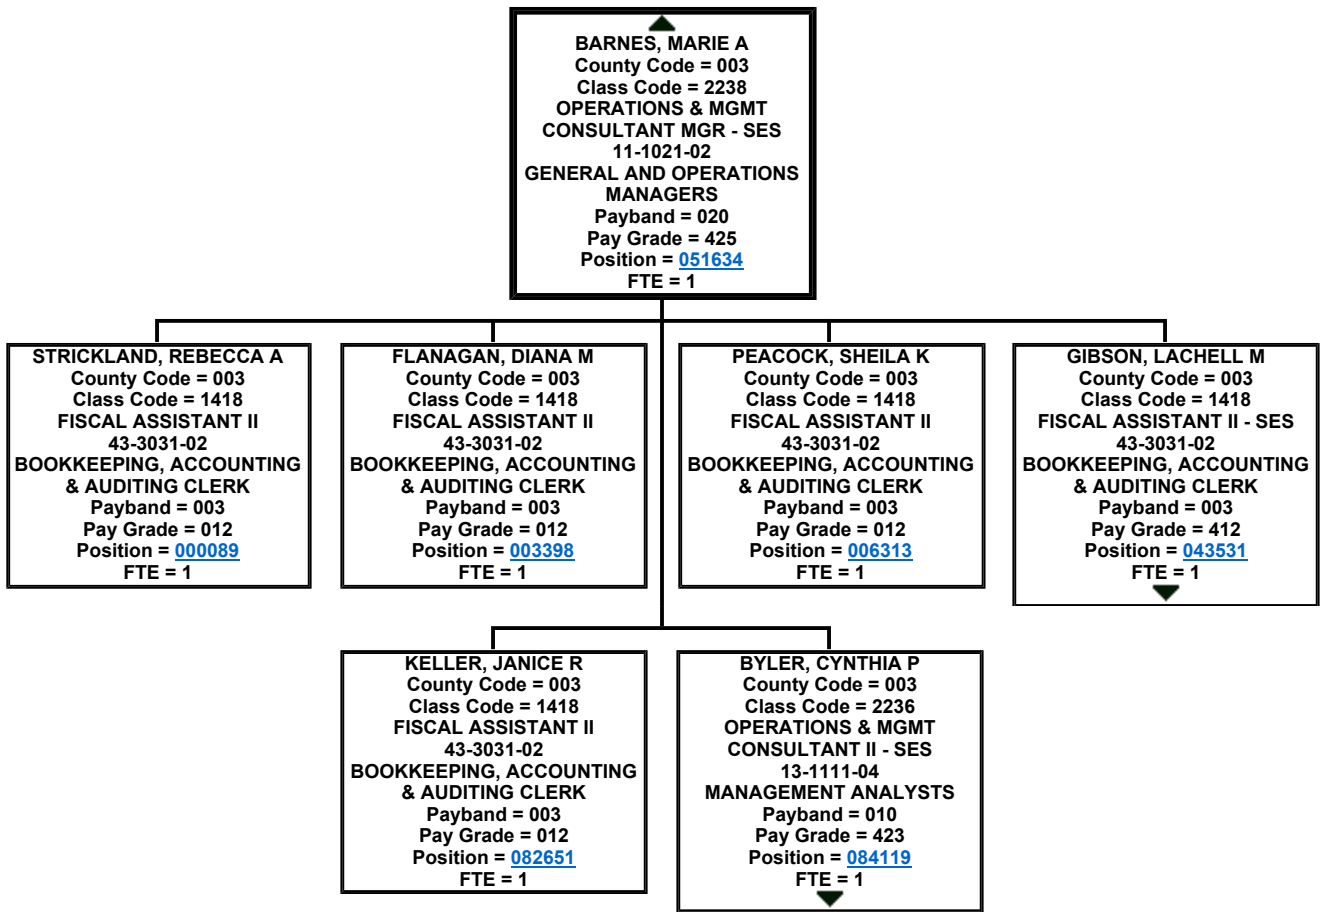 BARNES, MARIE A
County Code = 003
Class Code = 2238
OPERATIONS & MGMT
CONSULTANT MGR - SES
11-1021-02
GENERAL AND OPERATIONS
MANAGERS
Payband = 020
Pay Grade = 425
Position = 051634
FTE = 1
STRICKLAND, REBECCA A
County Code = 003
Class Code = 1418
FISCAL ASSISTANT II
43-3031-02
BOOKKEEPING, ACCOUNTING
& AUDITING CLERK
Payband = 003
Pay Grade = 012
Position = 000089
FTE = 1
FLANAGAN, DIANA M
County Code = 003
Class Code = 1418
FISCAL ASSISTANT II
43-3031-02
BOOKKEEPING, ACCOUNTING
& AUDITING CLERK
Payband = 003
Pay Grade = 012
Position = 003398
FTE = 1
PEACOCK, SHEILA K
County Code = 003
Class Code = 1418
FISCAL ASSISTANT II
43-3031-02
BOOKKEEPING, ACCOUNTING
& AUDITING CLERK
Payband = 003
Pay Grade = 012
Position = 006313
FTE = 1
GIBSON, LACHELL M
County Code = 003
Class Code = 1418
FISCAL ASSISTANT II - SES
43-3031-02
BOOKKEEPING, ACCOUNTING
& AUDITING CLERK
Payband = 003
Pay Grade = 412
Position = 043531
FTE = 1
KELLER, JANICE R
County Code = 003
Class Code = 1418
FISCAL ASSISTANT II
43-3031-02
BOOKKEEPING, ACCOUNTING
& AUDITING CLERK
Payband = 003
Pay Grade = 012
Position = 082651
FTE = 1
BYLER, CYNTHIA P
County Code = 003
Class Code = 2236
OPERATIONS & MGMT
CONSULTANT II - SES
13-1111-04
MANAGEMENT ANALYSTS
Payband = 010
Pay Grade = 423
Position = 084119
FTE = 1